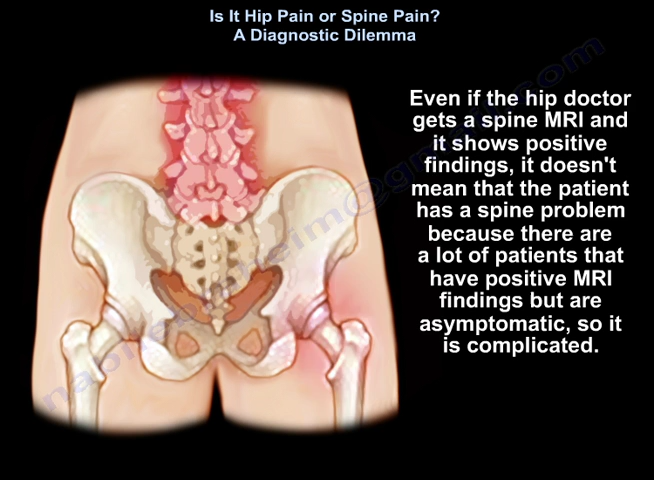 Is It Hip Pain or Spine Pain?
A Diagnostic Dilemma
Even if the hip doctor
gets a spine MRI and
it shows positive
findings, it doesn't
mean that the patient
has a spine problem
because there are
a lot of patients that
have positive MRI
findings but are
asymptomatic, so it
is complicated.